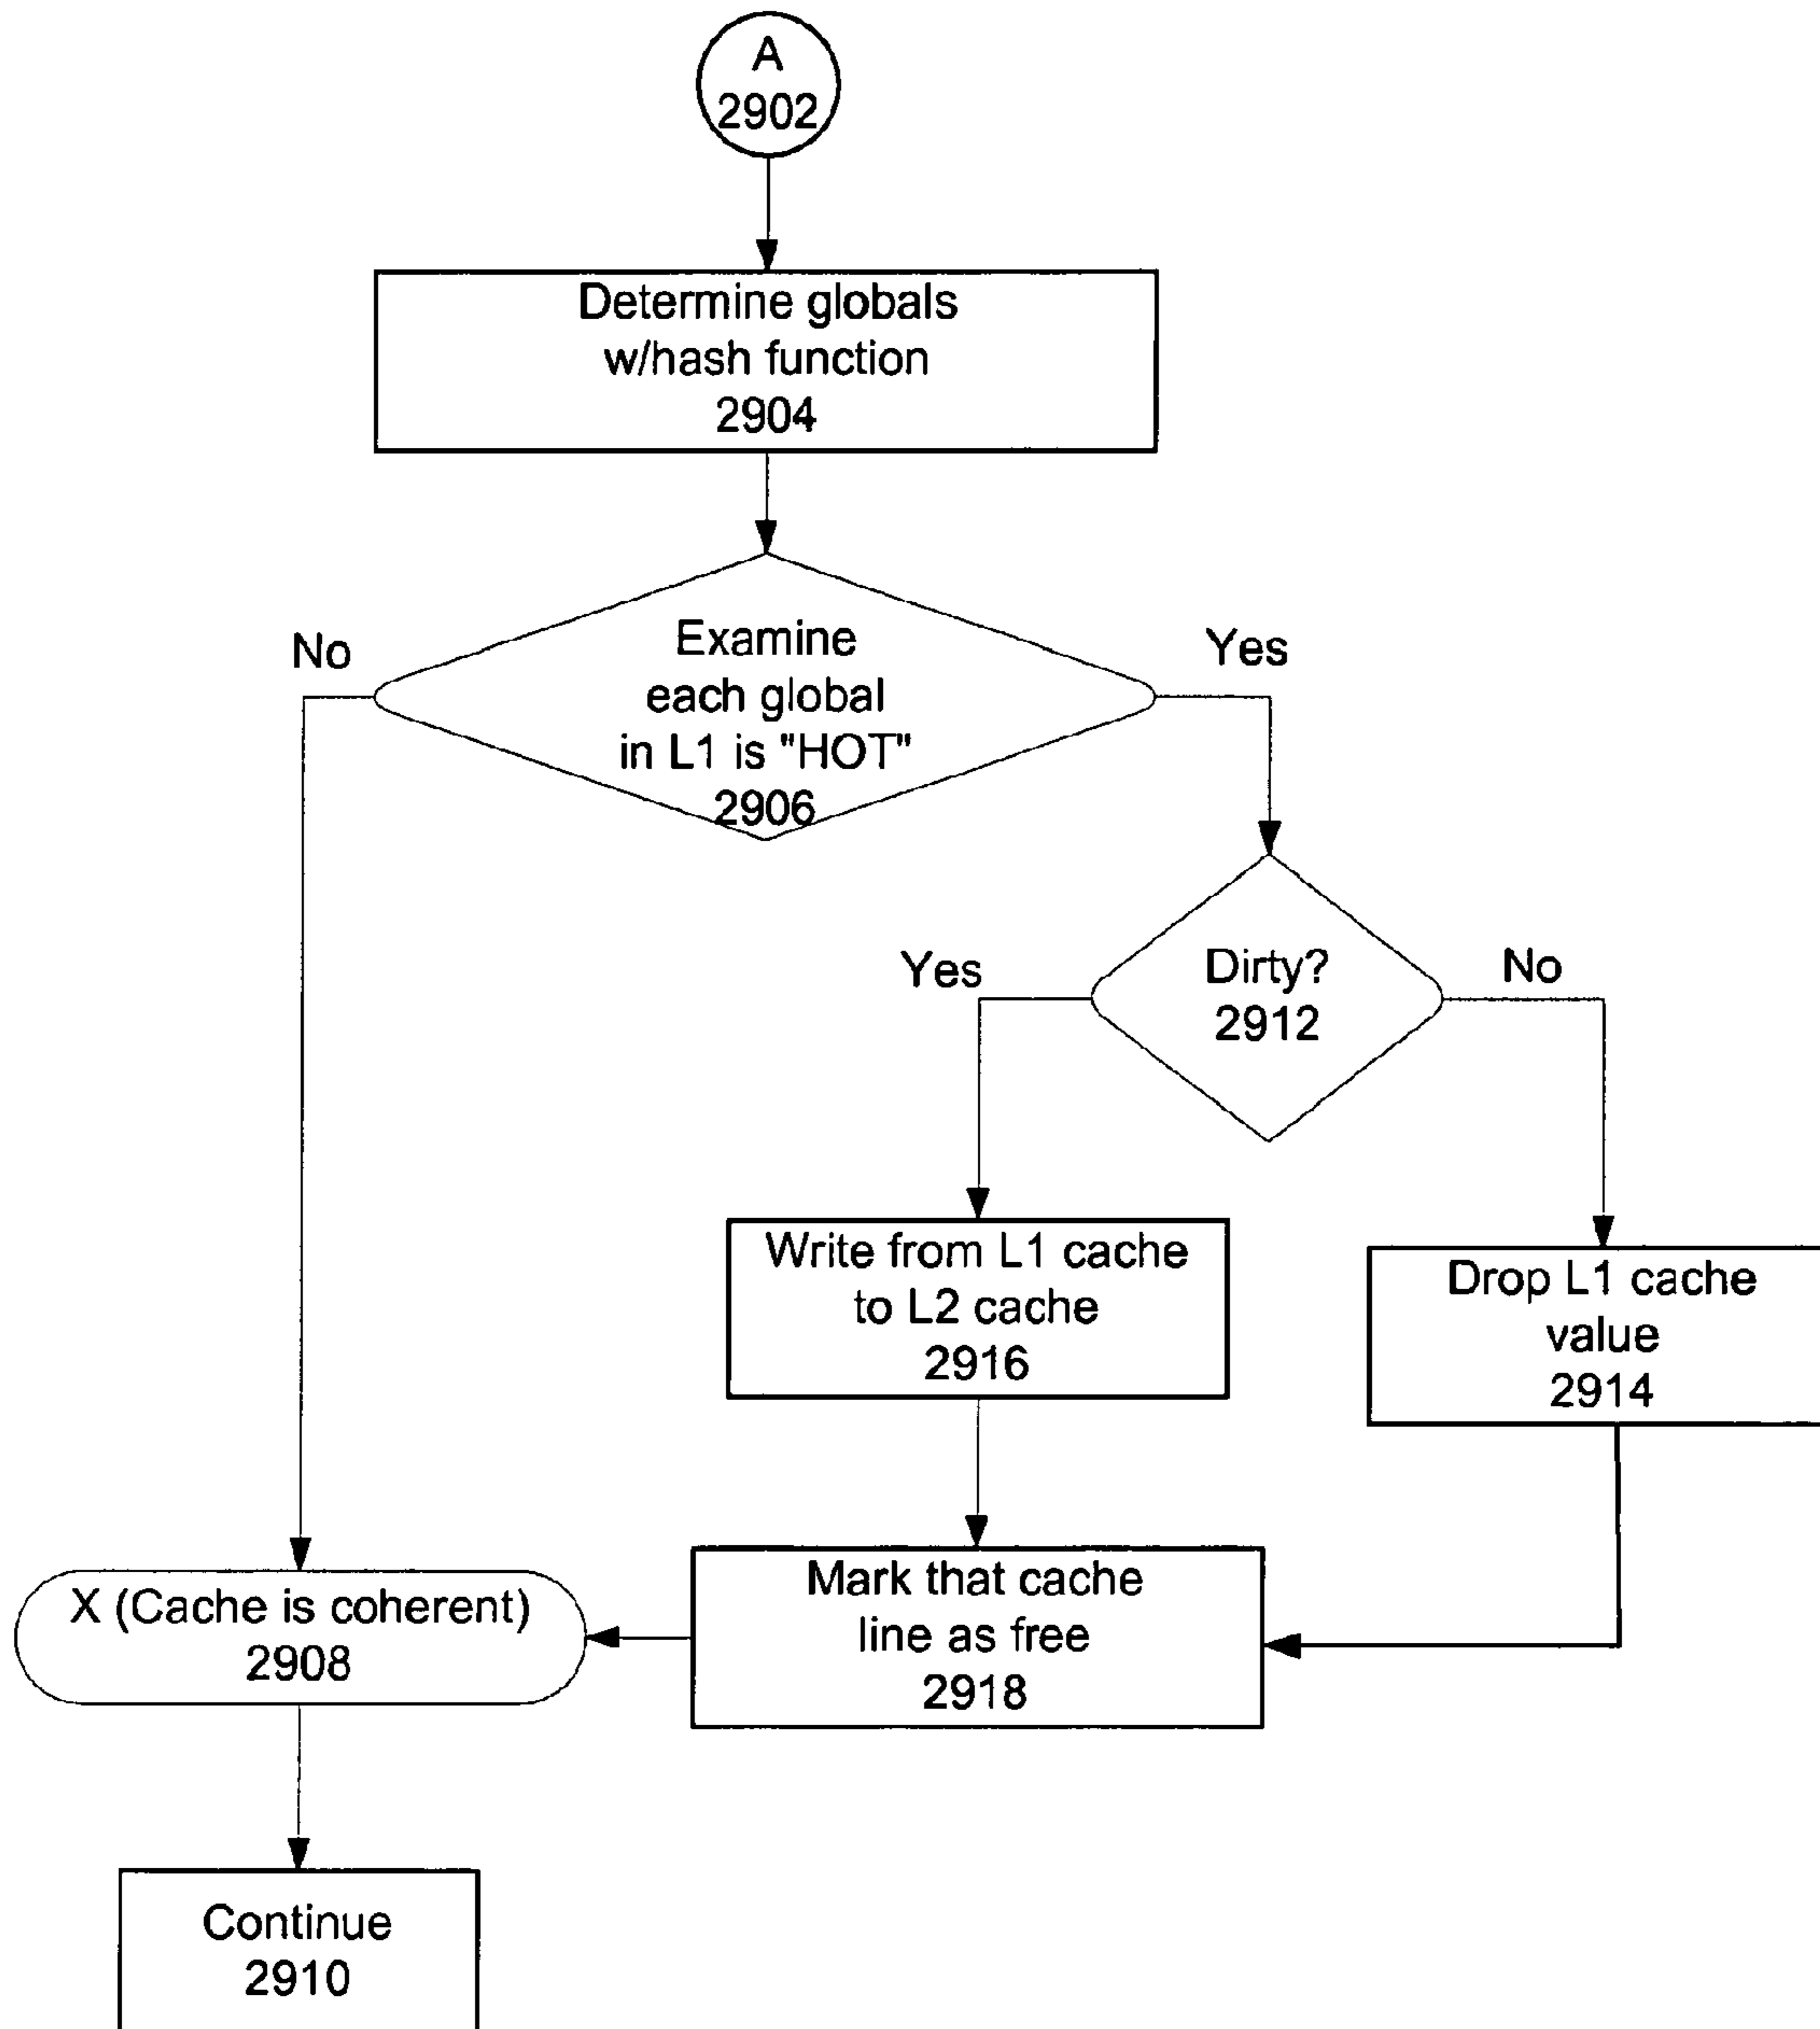 A
2902
Determine globals
w/hash function
2904
No
Examine
each global
in L1 is "HOT"
2906
Yes
Yes
Dirty?
2912
No
Write from L1 cache
to L2 cache
2916
Drop L1 cache
value
2914
X (Cache is coherent)
2908
Mark that cache
line as free
2918
Continue
2910